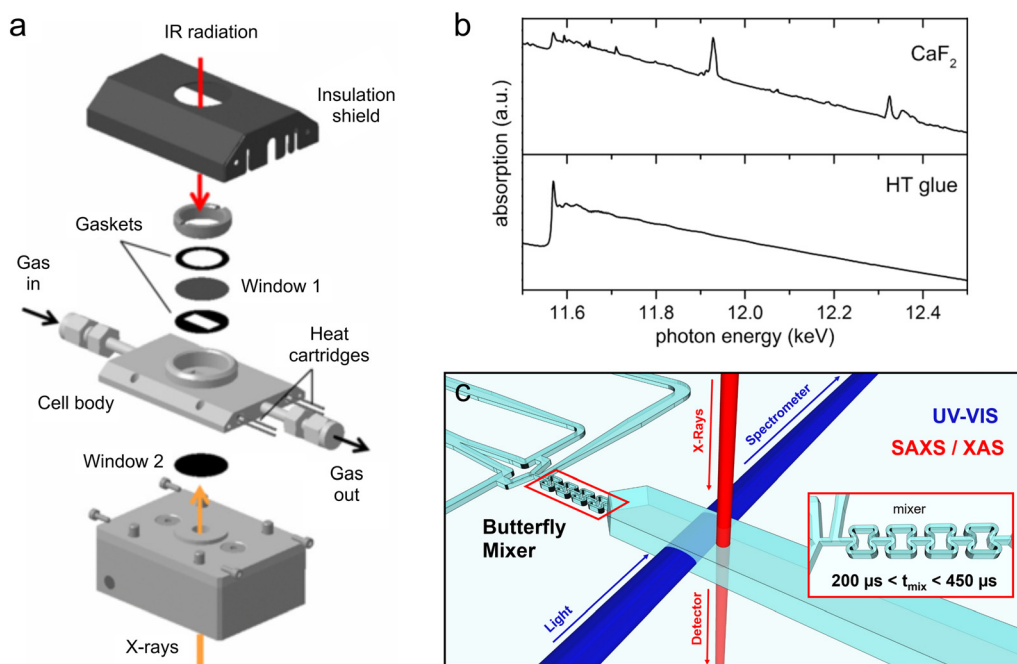 a
IR radiation
Insulation
shield
Gaskets
Gas
in
Window 1
Heat
cartridges
Cell body
Window 2
Gas
out
X-rays
b
absorption (a.u.)
CaF₂
HT glue
11.6
11.8
12.0
12.2
12.4
photon energy (keV)
C
X-Rays
Spectrometer
UV-VIS
SAXS / XAS
Butterfly
Mixer
mixer
200 µs < tₘᵢₓ < 450 µs
Light
Detector